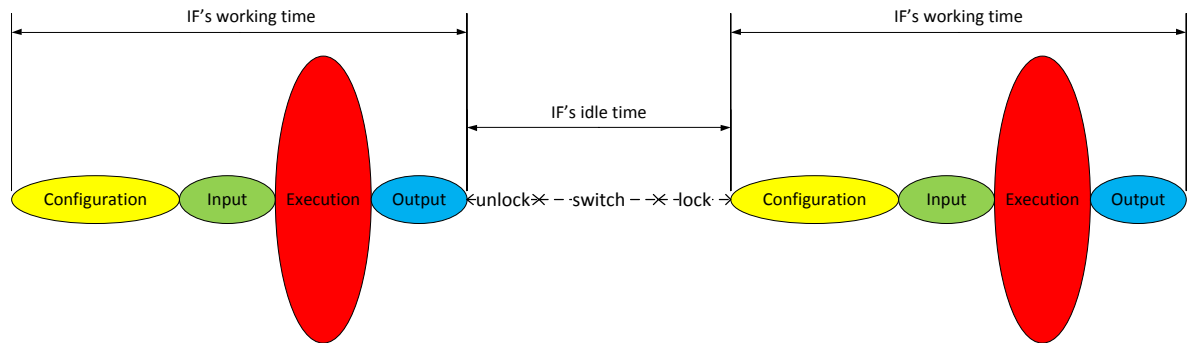 IF's working time
IF's working time
IF's idle time
Configuration
Input
Execution
Output
unlock
switch
lock
Configuration
Input
Execution
Output